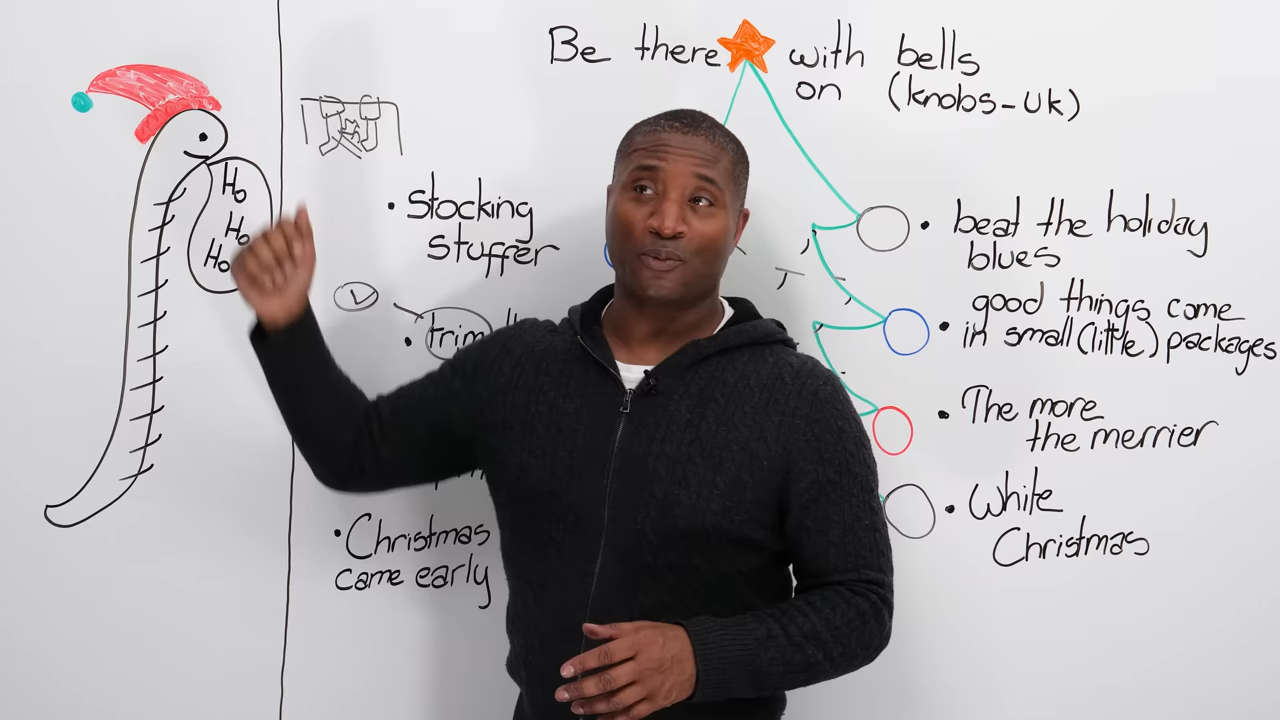 Be there with bells
on (knobs-UK)
Ho
Ho
Ho
• Stocking
stuffer
• trim
• Christmas
came early
• beat the holiday
blues
good things come
• in small (little) packages
• The more
the merrier
• White
Christmas